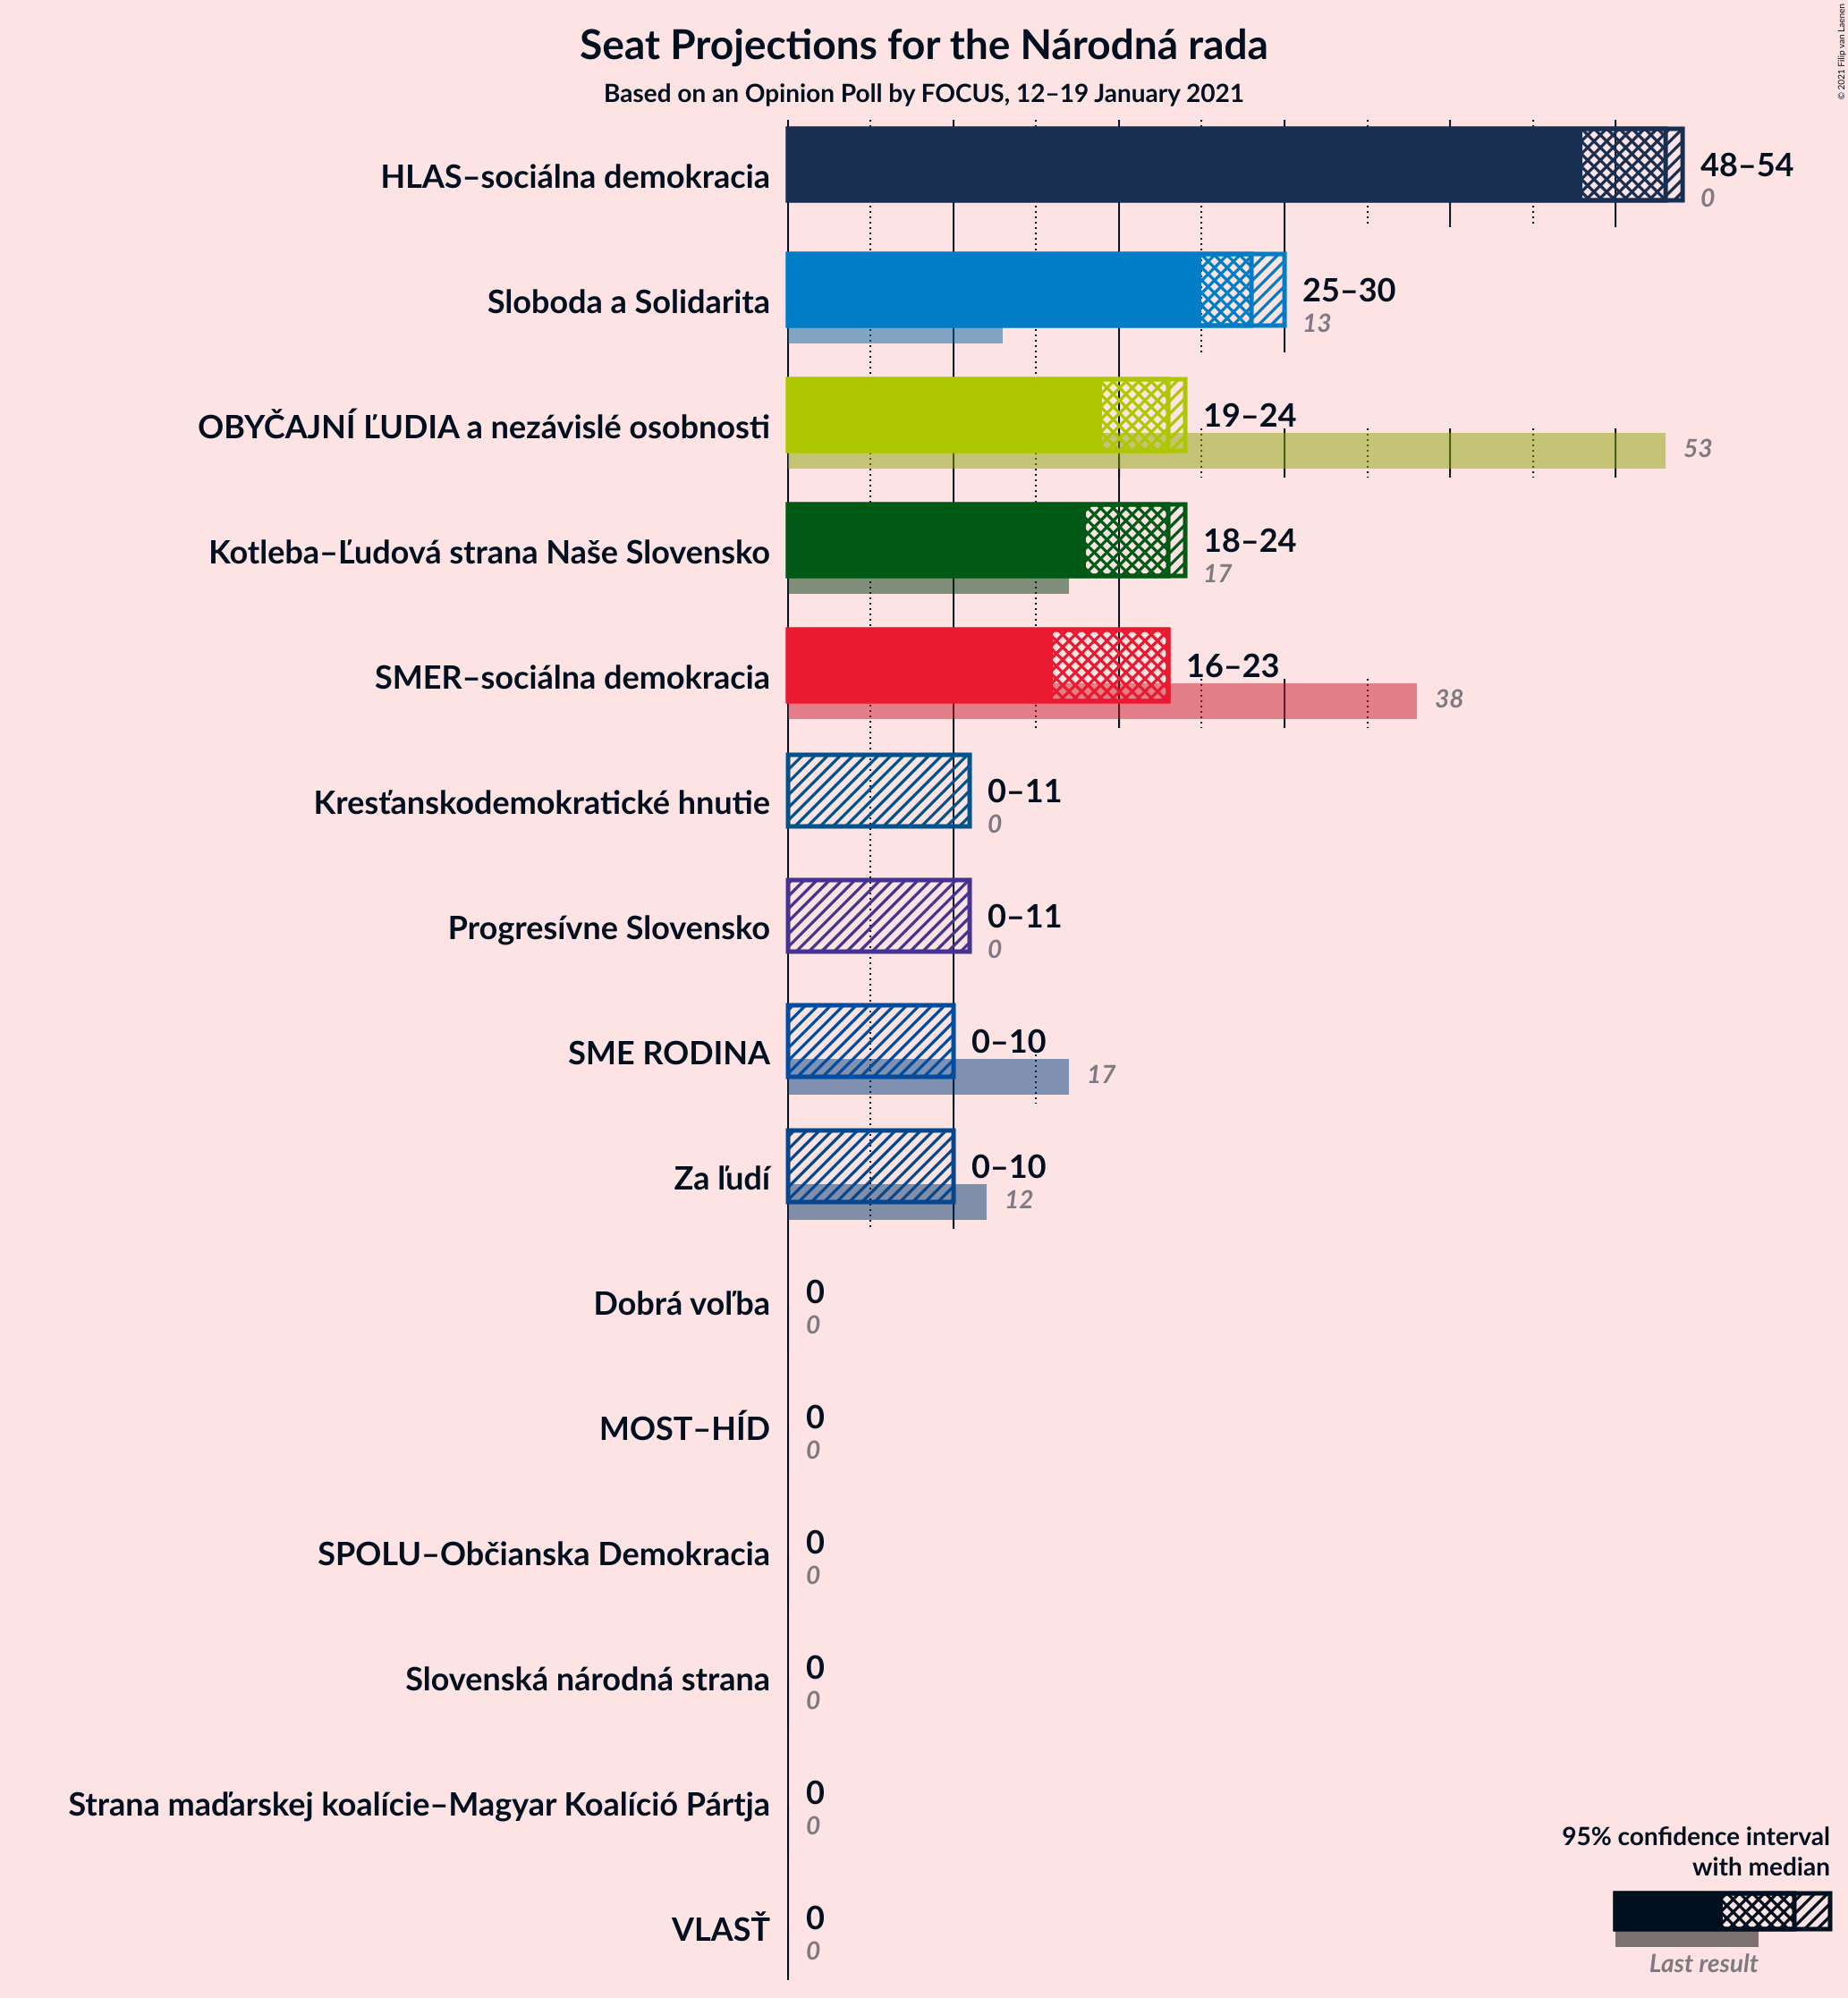 Seat Projections for the Národná rada
Based on an Opinion Poll by FOCUS, 12–19 January 2021
© 2021 Filip van Laenen
HLAS–sociálna demokracia
48–54
0
Sloboda a Solidarita
25–30
13
OBYČAJNÍ ĽUDIA a nezávislé osobnosti
19–24
53
Kotleba–Ľudová strana Naše Slovensko
18–24
17
SMER–sociálna demokracia
16–23
38
Kresťanskodemokratické hnutie
0–11
0
Progresívne Slovensko
0–11
0
SME RODINA
0–10
17
Za ľudí
0–10
12
Dobrá voľba
0
0
MOST–HÍD
0
0
SPOLU–Občianska Demokracia
0
0
Slovenská národná strana
0
0
Strana maďarskej koalície–Magyar Koalíció Pártja
0
0
VLASŤ
0
0
95% confidence interval
with median
Last result